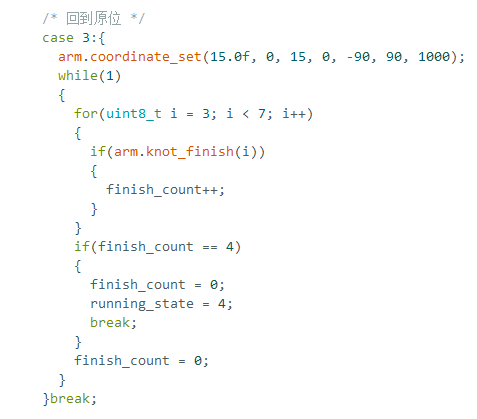 /* 回到原位 */
case 3:{
  arm.coordinate_set(15.0f, 0, 15, 0, -90, 90, 1000);
  while(1)
  {
    for(uint8_t i = 3; i < 7; i++)
    {
      if(arm.knot_finish(i))
      {
        finish_count++;
      }
    }
    if(finish_count == 4)
    {
      finish_count = 0;
      running_state = 4;
      break;
    }
    finish_count = 0;
  }
}break;